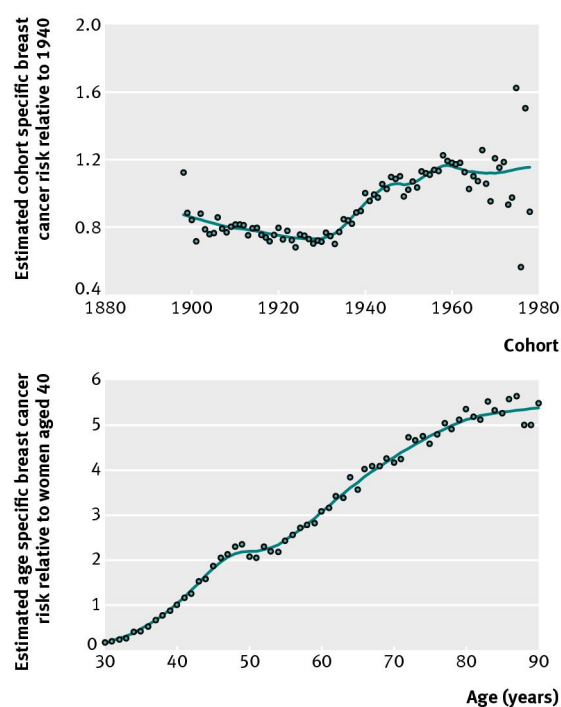 Estimated cohort specific breast
cancer risk relative to 1940
2.0
1.6
1.2
0.8
0.4
1880 1900 1920 1940 1960 1980
Cohort
Estimated age specific breast cancer
risk relative to women aged 40
6
5
4
3
2
1
0
30 40 50 60 70 80 90
Age (years)